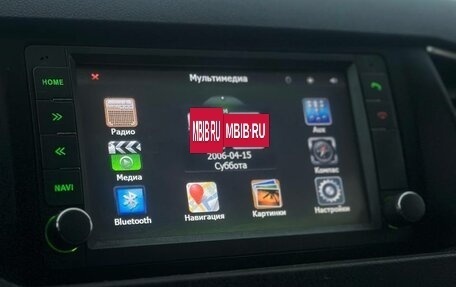 HOME
Мультимедиа
Радио
MBIB.RU
MBIB.RU
Aux
2006-04-15
Суббота
Медиа
Компас
NAVI
Bluetooth
Навигация
Картинки
Настройки